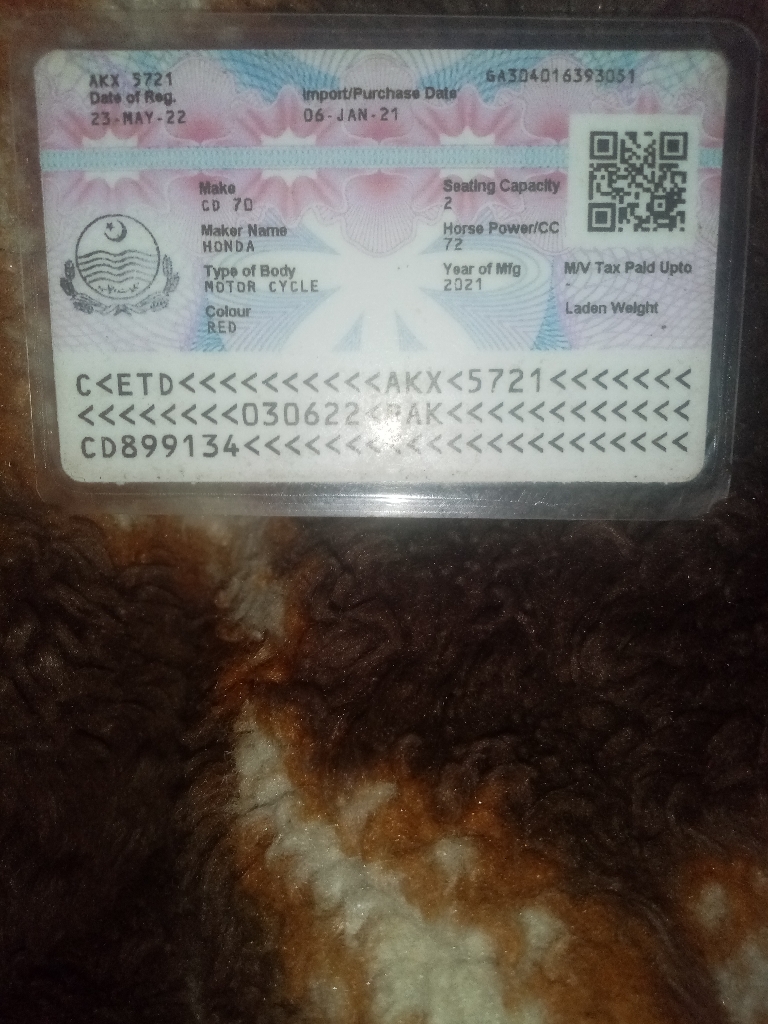 AKX 5721
GA304016393051
Date of Reg.
Import/Purchase Date
23-MAY-22
06-JAN-21
Make
Seating Capacity
CD 70
2
Maker Name
Horse Power/CC
HONDA
72
Type of Body
Year of Mfg
M/V Tax Paid Upto
MOTOR CYCLE
2021
-
Colour
Laden Weight
RED
C<ETD<<<<<<<<<<<<<AKX<5721<<<<<<<
<<<<<<<<030622<PAK<<<<<<<<<<<<<<<
CD899134<<<<<<<<<<<<<<<<<<<<<<<<